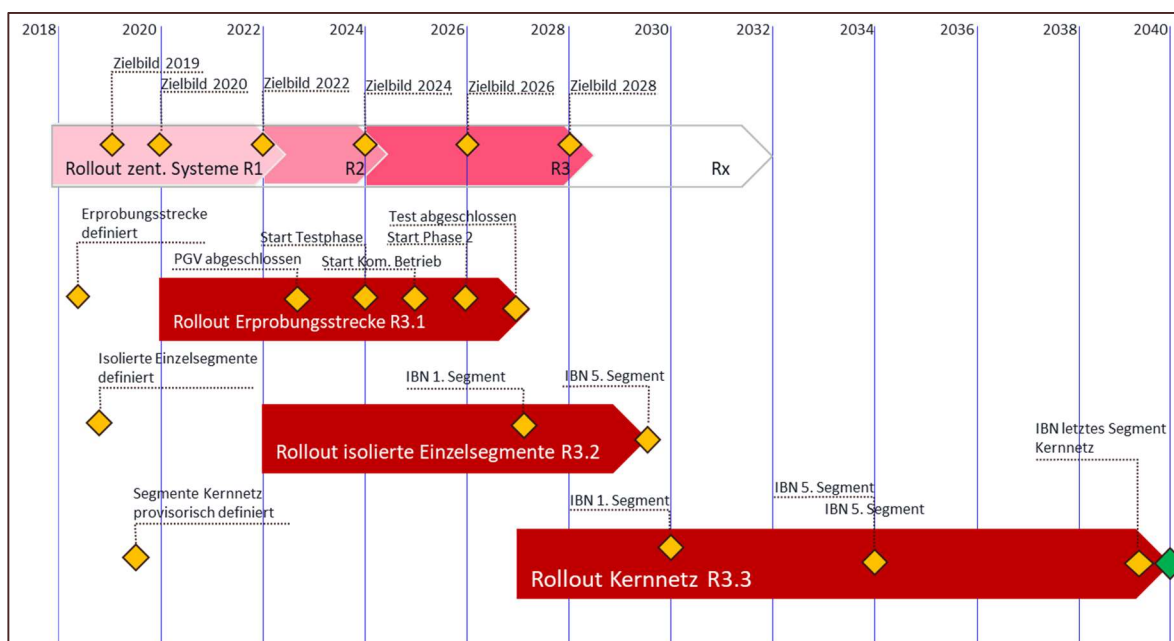 2018 2020 2022 2024 2026 2028 2030 2032 2034 2036 2038 2040
Zielbild 2019
Zielbild 2020
Zielbild 2022
Zielbild 2024
Zielbild 2026
Zielbild 2028
Rollout zent. Systeme R1
R2
R3
Rx
Erprobungsstrecke
definiert
PGV abgeschlossen
Start Testphase
Start Kom. Betrieb
Test abgeschlossen
Start Phase 2
Rollout Erprobungsstrecke R3.1
Isolierte Einzelsegmente
definiert
IBN 1. Segment
IBN 5. Segment
Rollout isolierte Einzelsegmente R3.2
Segmente Kernnetz
provisorisch definiert
IBN 1. Segment
IBN 5. Segment
IBN 5. Segment
IBN letztes Segment
Kernnetz
Rollout Kernnetz R3.3